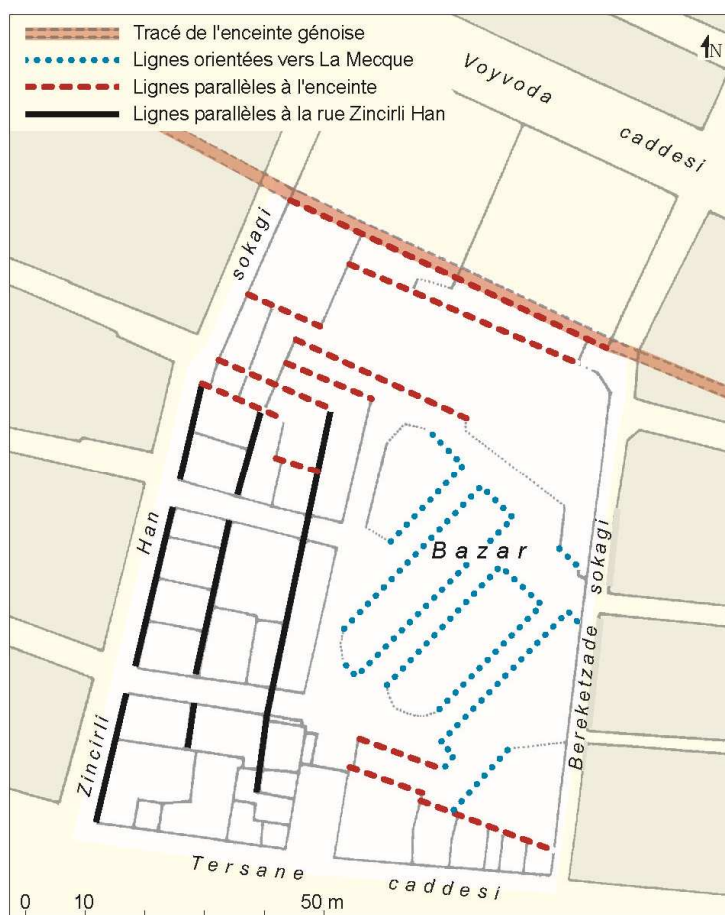 Tracé de l'enceinte génoise
Lignes orientées vers La Mecque
Lignes parallèles à l'enceinte
Lignes parallèles à la rue Zincirli Han
N
Voyvoda caddesi
sokagi
Han
Zincirli
Bazar
sokagi
Bereketzade
Tersane caddesi
0 10 50 m